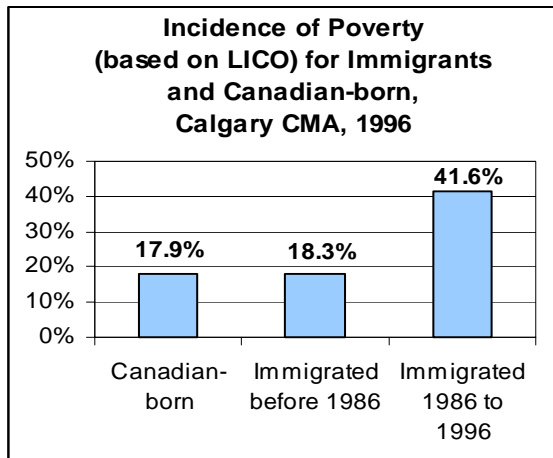 Incidence of Poverty
(based on LICO) for Immigrants
and Canadian-born,
Calgary CMA, 1996
50%
40%
30%
20%
10%
0%
17.9%
18.3%
41.6%
Canadian-
born
Immigrated
before 1986
Immigrated
1986 to
1996